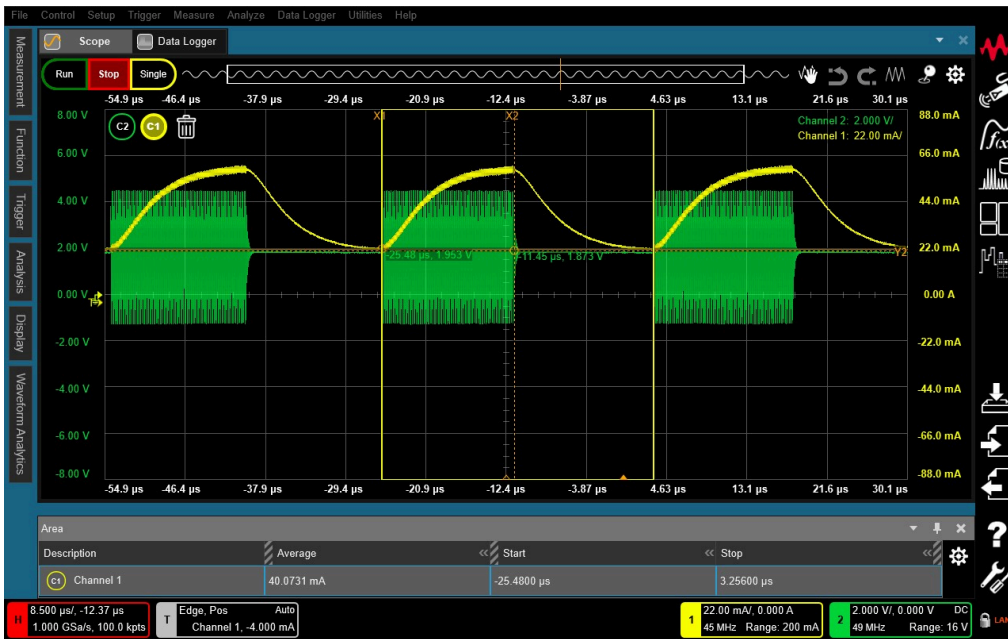 File Control Setup Trigger Measure Analyze Data Logger Utilities Help
Scope Data Logger
Run Stop Single
-54.9 µs -46.4 µs -37.9 µs -29.4 µs -20.9 µs -12.4 µs -3.87 µs 4.63 µs 13.1 µs 21.6 µs 30.1 µs
X1 X2
8.00 V 88.0 mA
C2 C1
Channel 2: 2.000 V/
Channel 1: 22.00 mA/
6.00 V 66.0 mA
4.00 V 44.0 mA
2.00 V 22.0 mA
Y2
-25.48 µs, 1.953 V -11.45 µs, 1.873 V
0.00 V 0.00 A
T
-2.00 V -22.0 mA
-4.00 V -44.0 mA
-6.00 V -66.0 mA
-8.00 V -88.0 mA
-54.9 µs -46.4 µs -37.9 µs -29.4 µs -20.9 µs -12.4 µs -3.87 µs 4.63 µs 13.1 µs 21.6 µs 30.1 µs
Measurement
Function
Trigger
Analysis
Display
Waveform Analytics
f(x)
?
Area
Description Average Start Stop
C1 Channel 1 40.0731 mA -25.4800 µs 3.25600 µs
H 8.500 µs/, -12.37 µs
1.000 GSa/s, 100.0 kpts
T Edge, Pos Auto
Channel 1, -4.000 mA
1 22.00 mA/, 0.000 A
45 MHz Range: 200 mA
2 2.000 V/, 0.000 V DC
49 MHz Range: 16 V
LAN